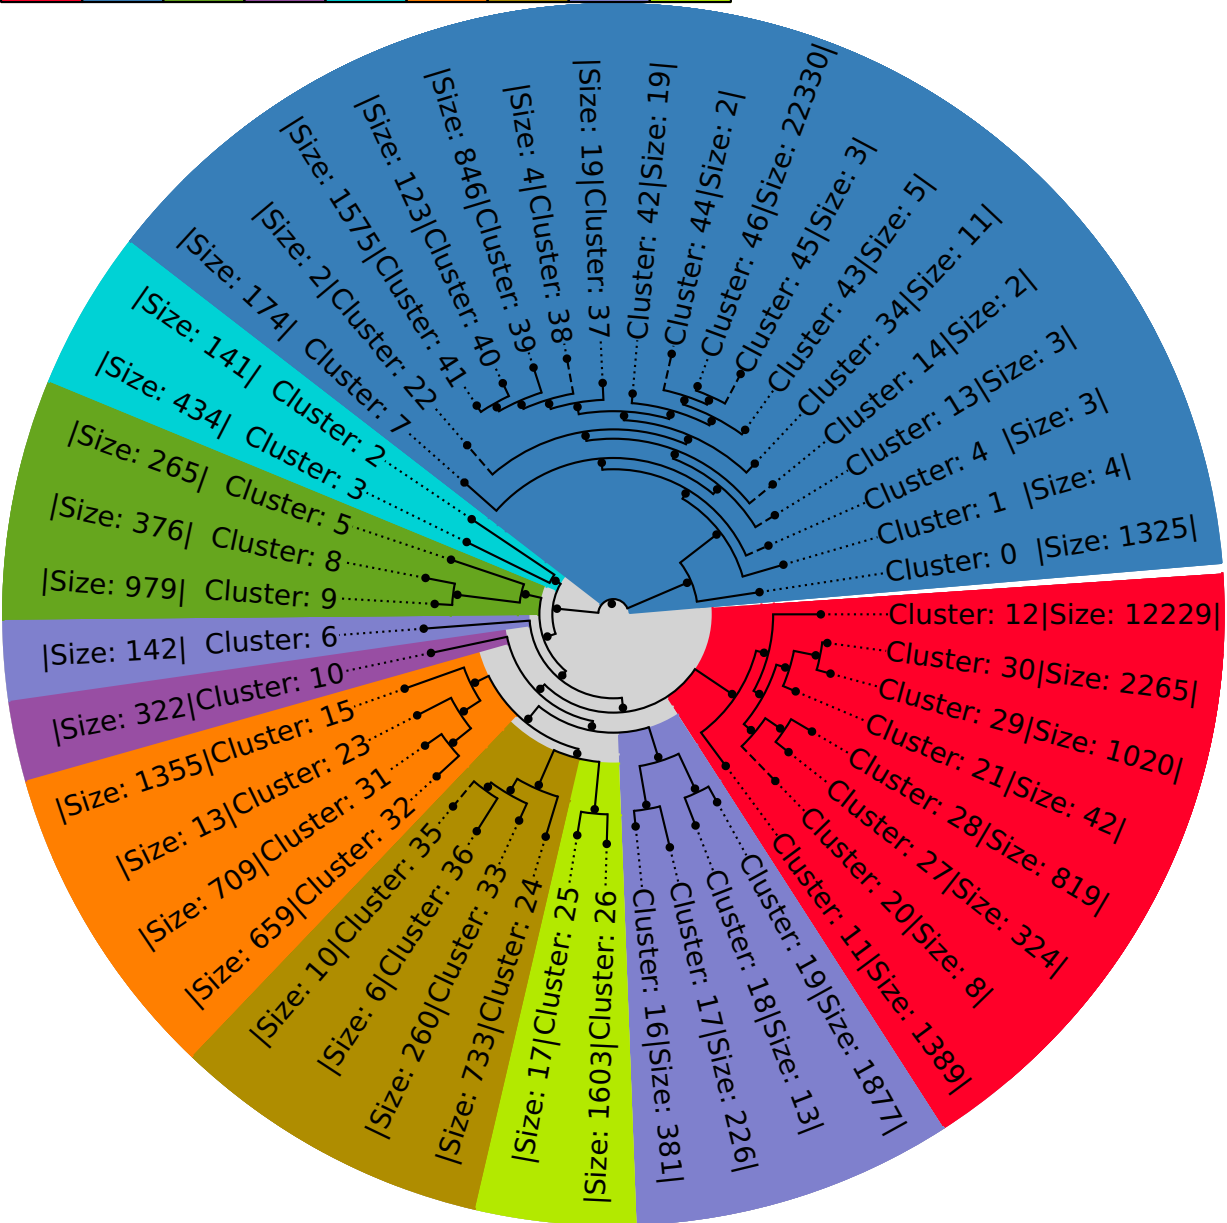 Cluster: 12|Size: 12229|
Cluster: 30|Size: 2265|
Cluster: 29|Size: 1020|
Cluster: 21|Size: 42|
Cluster: 28|Size: 819|
Cluster: 27|Size: 324|
Cluster: 20|Size: 8|
Cluster: 11|Size: 1389|
Cluster: 19|Size: 1877|
Cluster: 18|Size: 13|
Cluster: 17|Size: 226|
Cluster: 16|Size: 381|
|Size: 1603|Cluster: 26
|Size: 17|Cluster: 25
|Size: 733|Cluster: 24
|Size: 260|Cluster: 33
|Size: 6|Cluster: 36
|Size: 10|Cluster: 35
|Size: 659|Cluster: 32
|Size: 709|Cluster: 31
|Size: 13|Cluster: 23
|Size: 1355|Cluster: 15
|Size: 322|Cluster: 10
|Size: 142| Cluster: 6
|Size: 979| Cluster: 9
|Size: 376| Cluster: 8
|Size: 265| Cluster: 5
|Size: 434| Cluster: 3
|Size: 141| Cluster: 2
|Size: 174| Cluster: 7
|Size: 2|Cluster: 22
|Size: 1575|Cluster: 41
|Size: 123|Cluster: 40
|Size: 846|Cluster: 39
|Size: 4|Cluster: 38
|Size: 19|Cluster: 37
Cluster: 42|Size: 19|
Cluster: 44|Size: 2|
Cluster: 46|Size: 22330|
Cluster: 45|Size: 3|
Cluster: 43|Size: 5|
Cluster: 34|Size: 11|
Cluster: 14|Size: 2|
Cluster: 13|Size: 3|
Cluster: 4 |Size: 3|
Cluster: 1 |Size: 4|
Cluster: 0 |Size: 1325|